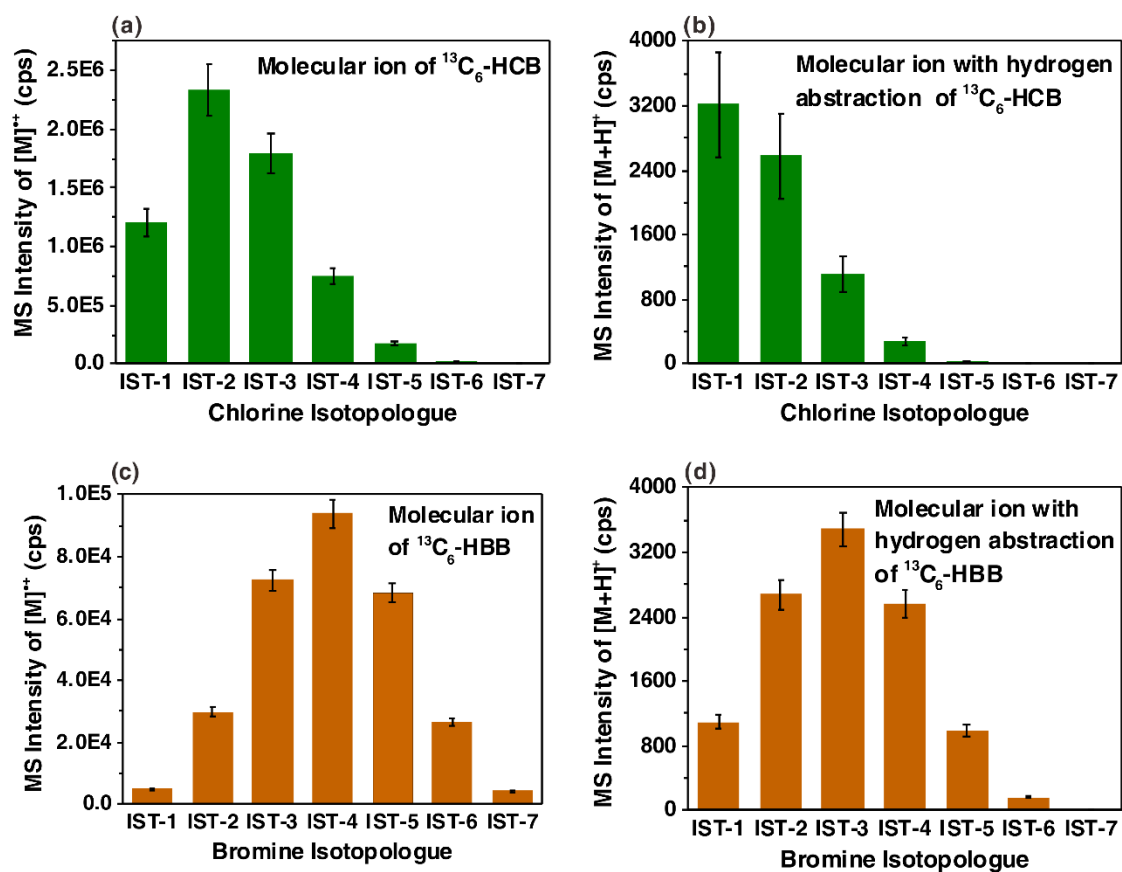 (a)
Molecular ion of ¹³C₆-HCB
MS Intensity of [M]•⁺ (cps)
2.5E6
2.0E6
1.5E6
1.0E6
5.0E5
0.0
IST-1 IST-2 IST-3 IST-4 IST-5 IST-6 IST-7
Chlorine Isotopologue
(b)
Molecular ion with hydrogen
abstraction of ¹³C₆-HCB
MS Intensity of [M+H]⁺ (cps)
4000
3200
2400
1600
800
0
IST-1 IST-2 IST-3 IST-4 IST-5 IST-6 IST-7
Chlorine Isotopologue
(c)
Molecular ion
of ¹³C₆-HBB
MS Intensity of [M]•⁺ (cps)
1.0E5
8.0E4
6.0E4
4.0E4
2.0E4
0.0
IST-1 IST-2 IST-3 IST-4 IST-5 IST-6 IST-7
Bromine Isotopologue
(d)
Molecular ion with
hydrogen abstraction
of ¹³C₆-HBB
MS Intensity of [M+H]⁺ (cps)
4000
3200
2400
1600
800
0
IST-1 IST-2 IST-3 IST-4 IST-5 IST-6 IST-7
Bromine Isotopologue